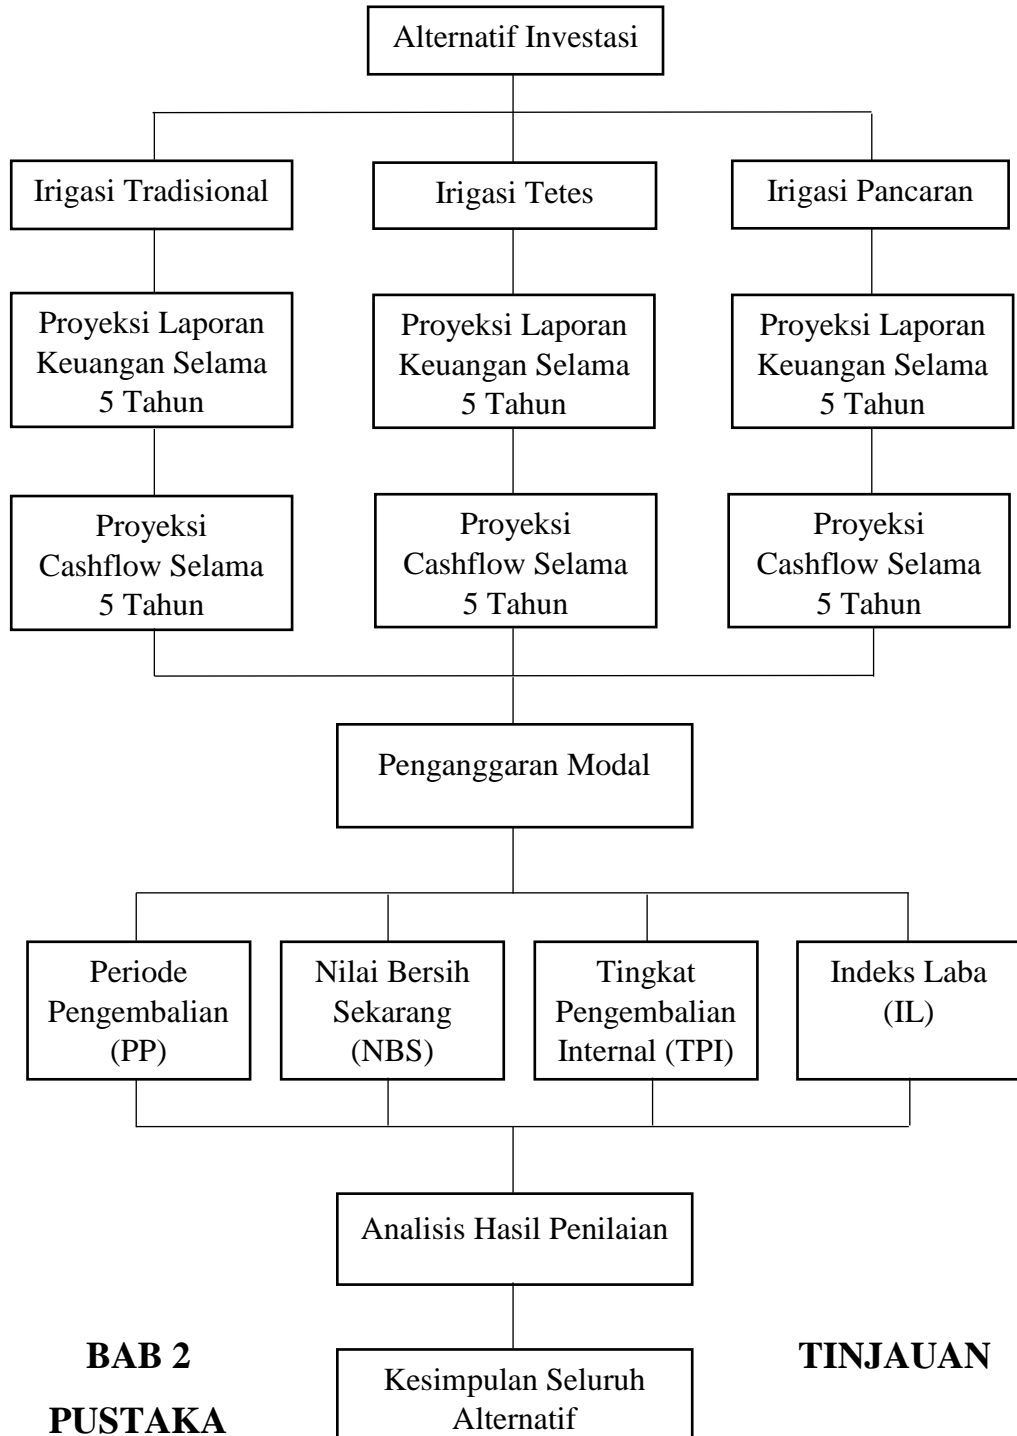 Alternatif Investasi
Irigasi Tradisional
Irigasi Tetes
Irigasi Pancaran
Proyeksi Laporan
Keuangan Selama
5 Tahun
Proyeksi Laporan
Keuangan Selama
5 Tahun
Proyeksi Laporan
Keuangan Selama
5 Tahun
Proyeksi
Cashflow Selama
5 Tahun
Proyeksi
Cashflow Selama
5 Tahun
Proyeksi
Cashflow Selama
5 Tahun
Penganggaran Modal
Periode
Pengembalian
(PP)
Nilai Bersih
Sekarang
(NBS)
Tingkat
Pengembalian
Internal (TPI)
Indeks Laba
(IL)
Analisis Hasil Penilaian
BAB 2
TINJAUAN
PUSTAKA
Kesimpulan Seluruh
Alternatif